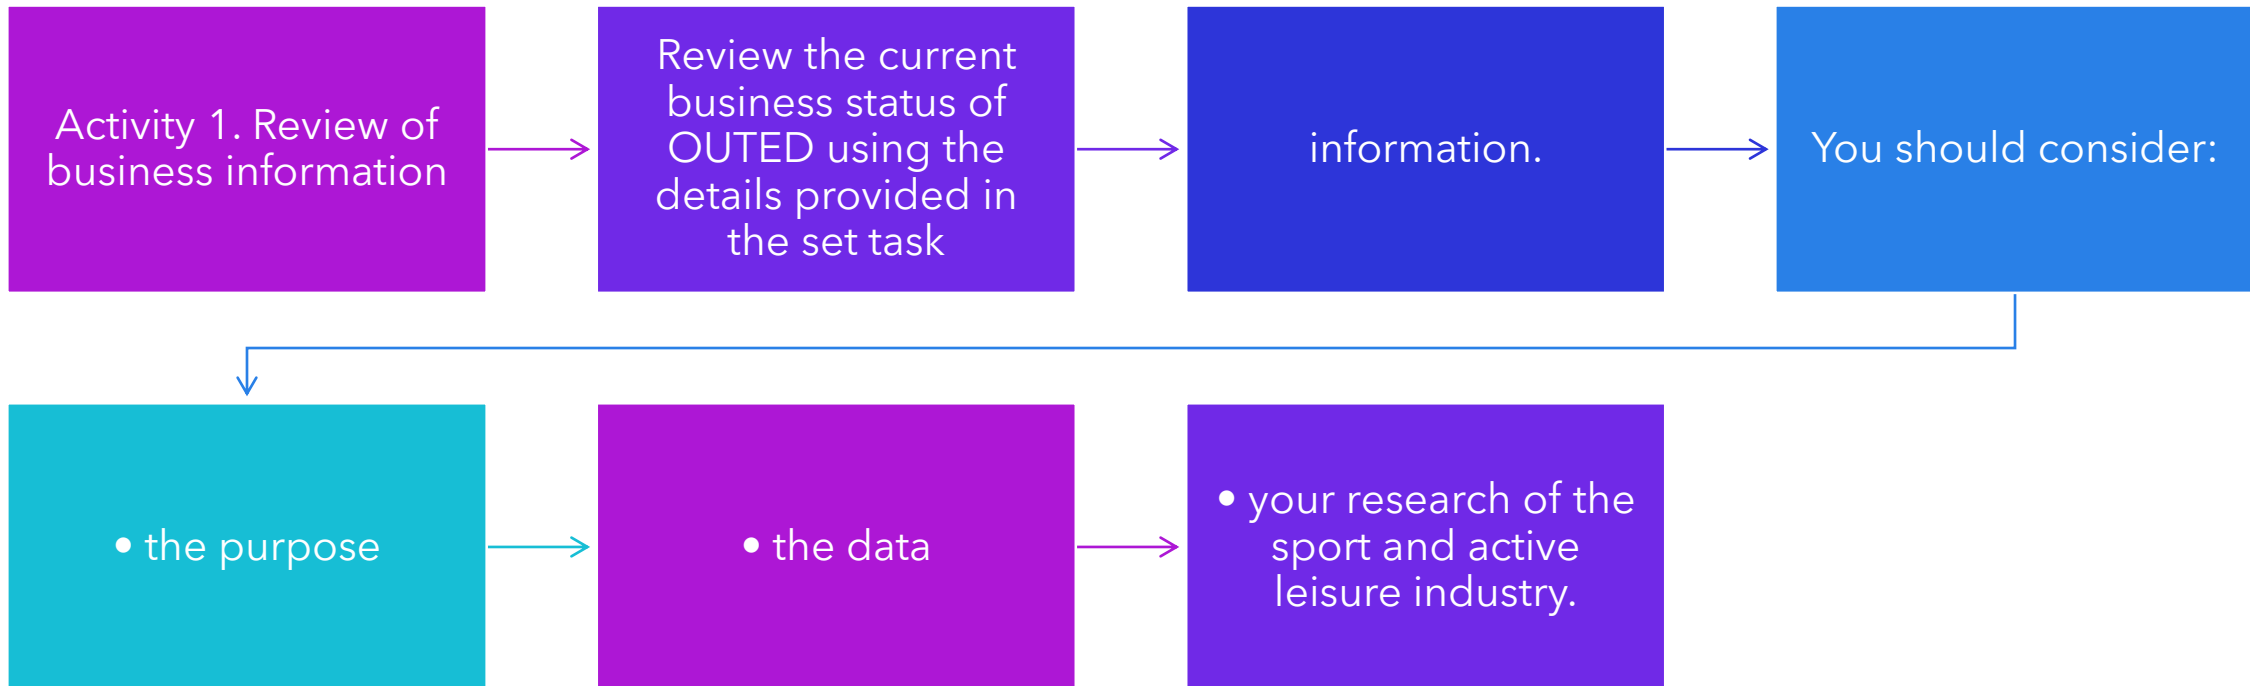 Activity 1. Review of
business information
Review the current
business status of
OUTED using the
details provided in
the set task
information.
You should consider:
• the purpose
• the data
• your research of the
sport and active
leisure industry.